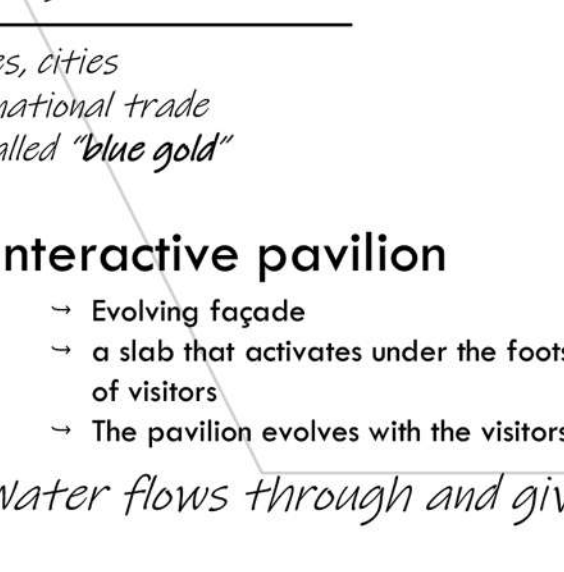 es, cities
national trade
alled “blue gold”
nteractive pavilion
→ Evolving façade
→ a slab that activates under the foots
of visitors
→ The pavilion evolves with the visitors
Water flows through and giv